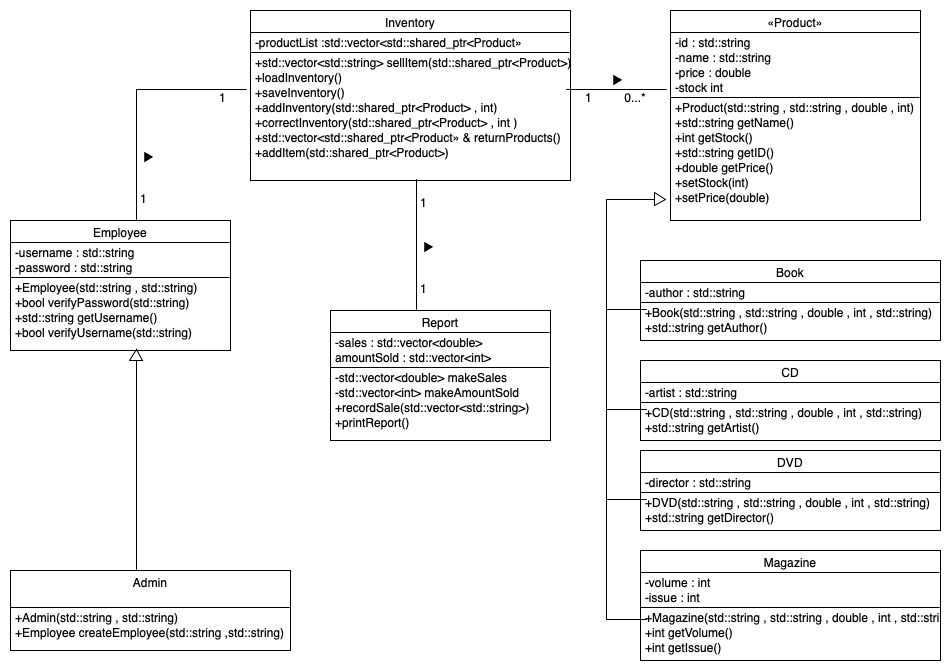 Inventory
-productList :std::vector<std::shared_ptr<Product»
+std::vector<std::string> sellItem(std::shared_ptr<Product>)
+loadInventory()
+saveInventory()
+addInventory(std::shared_ptr<Product> , int)
+correctInventory(std::shared_ptr<Product> , int )
+std::vector<std::shared_ptr<Product» & returnProducts()
+addItem(std::shared_ptr<Product>)
«Product»
-id : std::string
-name : std::string
-price : double
-stock int
+Product(std::string , std::string , double , int)
+std::string getName()
+int getStock()
+std::string getID()
+double getPrice()
+setStock(int)
+setPrice(double)
1
1
0...*
1
1
1
Employee
-username : std::string
-password : std::string
+Employee(std::string , std::string)
+bool verifyPassword(std::string)
+std::string getUsername()
+bool verifyUsername(std::string)
Report
-sales : std::vector<double>
amountSold : std::vector<int>
-std::vector<double> makeSales
-std::vector<int> makeAmountSold
+recordSale(std::vector<std::string>)
+printReport()
Book
-author : std::string
+Book(std::string , std::string , double , int , std::string)
+std::string getAuthor()
CD
-artist : std::string
+CD(std::string , std::string , double , int , std::string)
+std::string getArtist()
DVD
-director : std::string
+DVD(std::string , std::string , double , int , std::string)
+std::string getDirector()
Magazine
-volume : int
-issue : int
+Magazine(std::string , std::string , double , int , std::stri
+int getVolume()
+int getIssue()
Admin
+Admin(std::string , std::string)
+Employee createEmployee(std::string ,std::string)